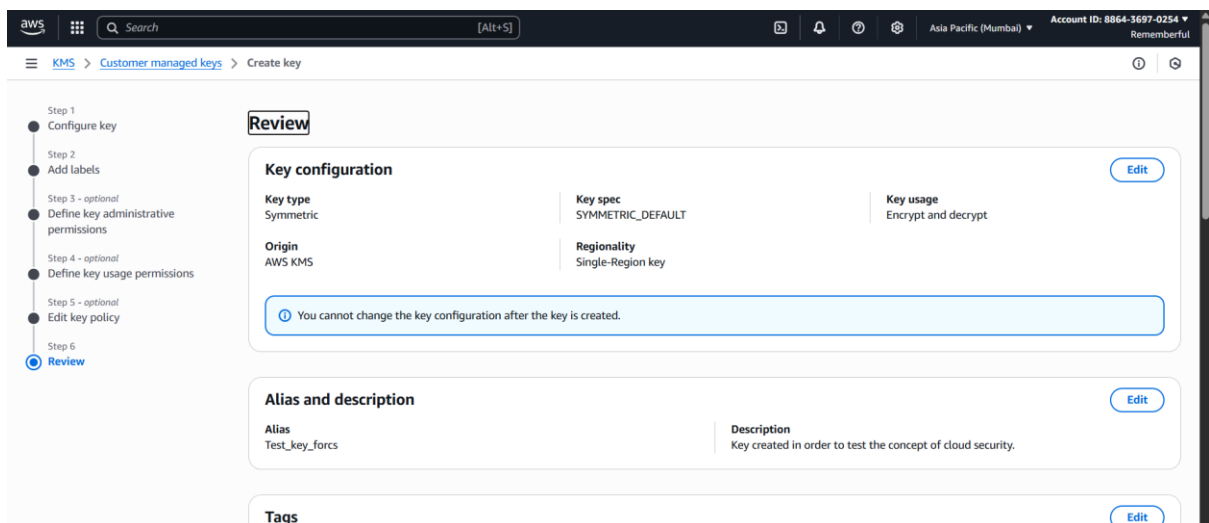 aws
Search
[Alt+S]
Asia Pacific (Mumbai)
Account ID: 8864-3697-0254
Rememberful
KMS > Customer managed keys > Create key
Step 1
Configure key
Step 2
Add labels
Step 3 - optional
Define key administrative
permissions
Step 4 - optional
Define key usage permissions
Step 5 - optional
Edit key policy
Step 6
Review
Review
Key configuration
Edit
Key type
Symmetric
Key spec
SYMMETRIC_DEFAULT
Key usage
Encrypt and decrypt
Origin
AWS KMS
Regionality
Single-Region key
You cannot change the key configuration after the key is created.
Alias and description
Edit
Alias
Test_key_forcs
Description
Key created in order to test the concept of cloud security.
Tags
Edit